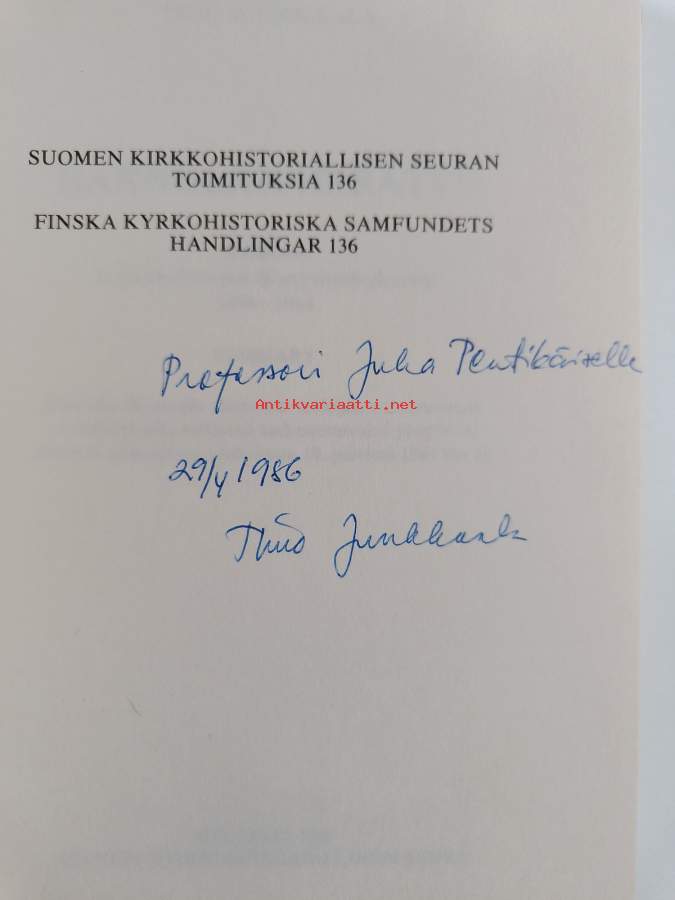 SUOMEN KIRKKOHISTORIALLISEN SEURAN
TOIMITUKSIA 136
FINSKA KYRKOHISTORISKA SAMFUNDETS
HANDLINGAR 136
Professori Juha Pentikäiselle
Antikvariaatti.net
29/4 1986